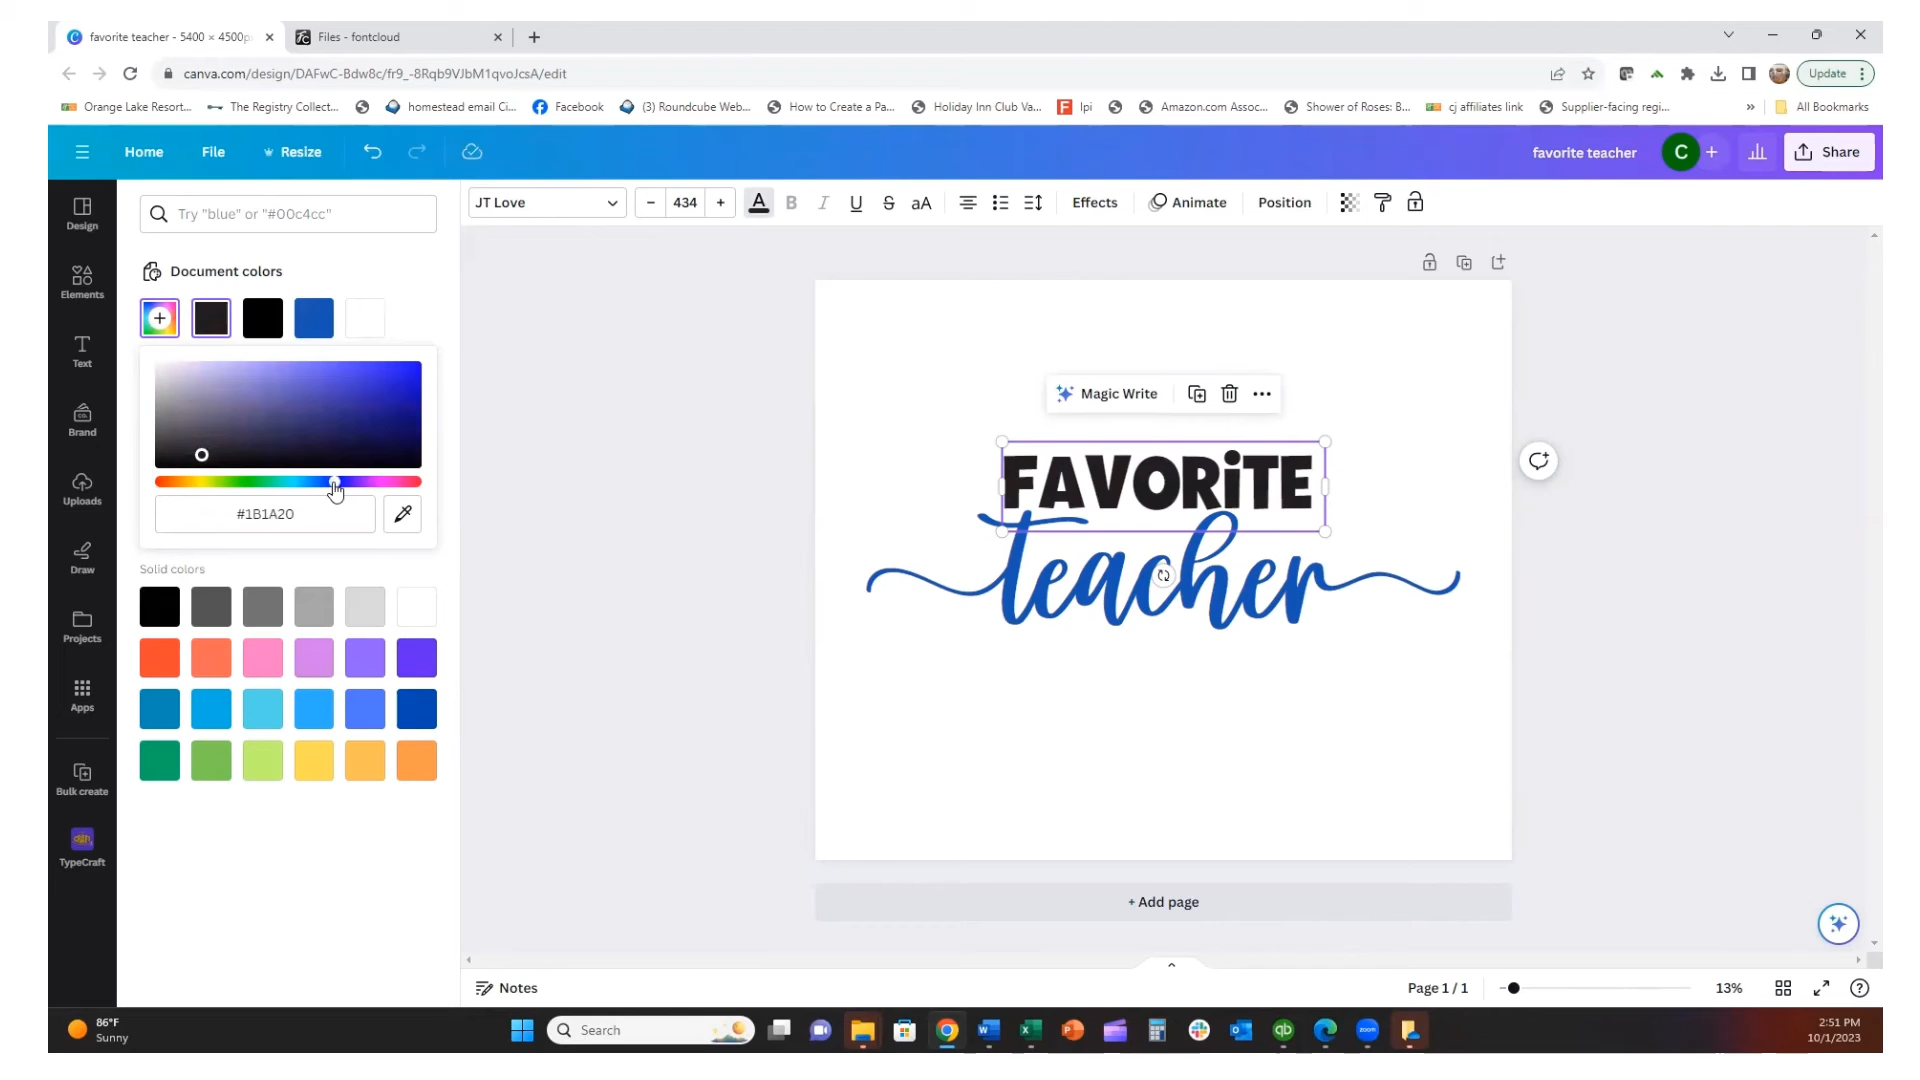 favorite teacher - 5400 × 4500p
Files - fontcloud
canva.com/design/DAFwC-Bdw8c/fr9_-8Rqb9VJbM1qvoJcsA/edit
Update
Orange Lake Resort...
The Registry Collect...
homestead email Ci...
Facebook
(3) Roundcube Web...
How to Create a Pa...
Holiday Inn Club Va...
Ipi
Amazon.com Assoc...
Shower of Roses: B...
cj affiliates link
Supplier-facing regi...
»
All Bookmarks
Home
File
Resize
favorite teacher
C
+
Share
Design
Elements
Text
Brand
Uploads
Draw
Projects
Apps
Bulk create
TypeCraft
Try "blue" or "#00c4cc"
Document colors
#1B1A20
Solid colors
JT Love
− 434 +
A B I U S aA
Effects
Animate
Position
Magic Write
FAVORiTE
teacher
+ Add page
Notes
Page 1 / 1
13%
86°F
Sunny
Search
zoom
2:51 PM
10/1/2023